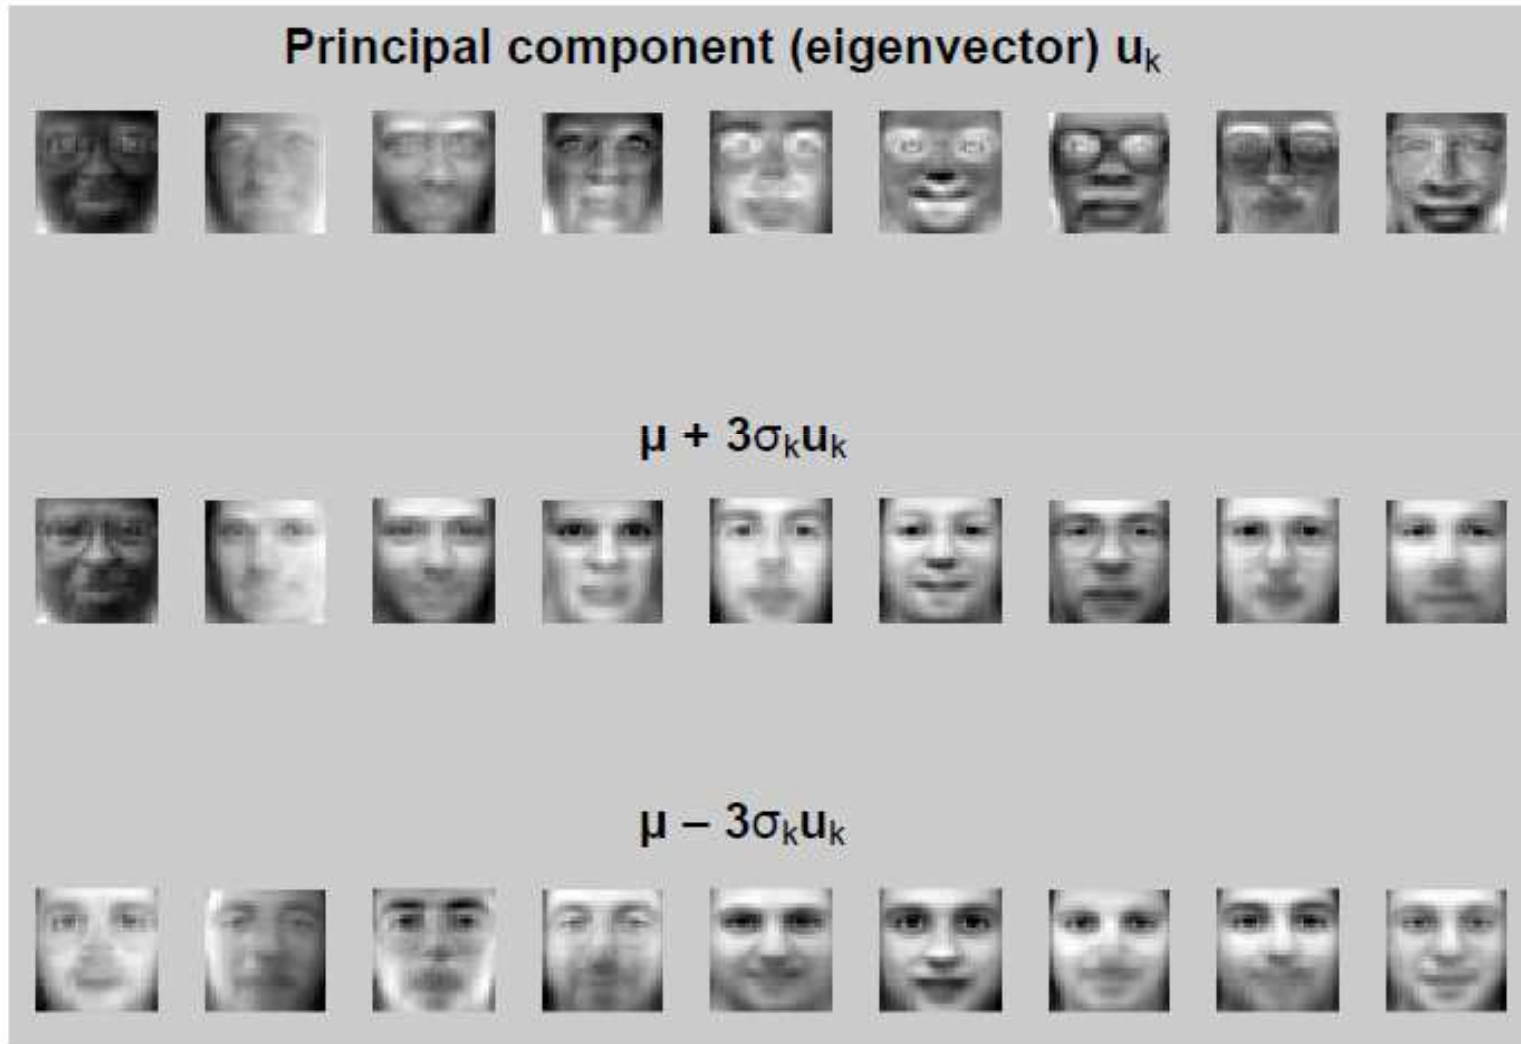 Principal component (eigenvector) uₖ
μ + 3σₖuₖ
μ – 3σₖuₖ